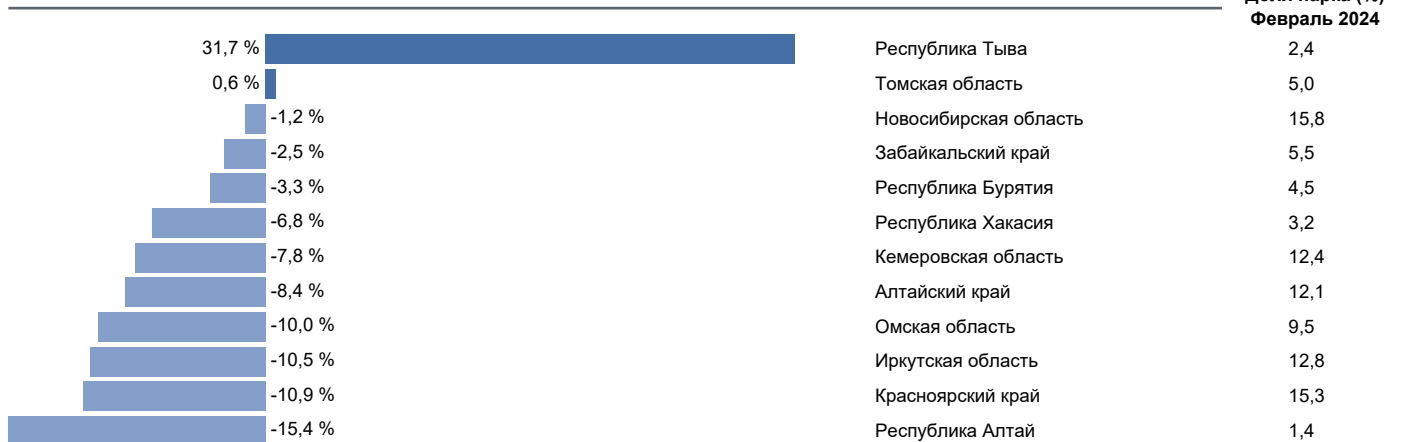 Февраль 2024
31,7 % Республика Тыва 2,4
0,6 % Томская область 5,0
-1,2 % Новосибирская область 15,8
-2,5 % Забайкальский край 5,5
-3,3 % Республика Бурятия 4,5
-6,8 % Республика Хакасия 3,2
-7,8 % Кемеровская область 12,4
-8,4 % Алтайский край 12,1
-10,0 % Омская область 9,5
-10,5 % Иркутская область 12,8
-10,9 % Красноярский край 15,3
-15,4 % Республика Алтай 1,4